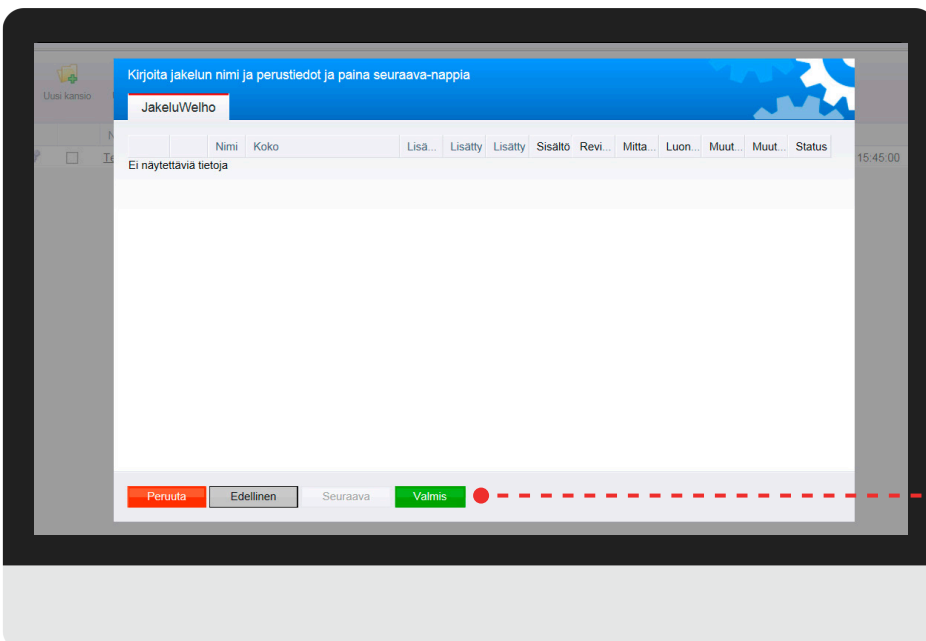 Kirjoita jakelun nimi ja perustiedot ja paina seuraava-nappia
Uusi kansio
JakeluWelho
Nimi Koko Lisä... Lisätty Lisätty Sisältö Revi... Mitta... Luon... Muut... Muut... Status
Ei näytettäviä tietoja
15:45:00
Peruuta Edellinen Seuraava Valmis